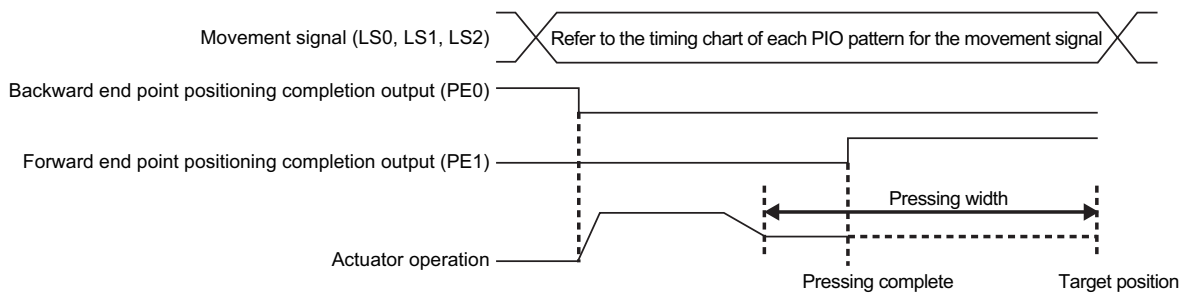 Movement signal (LS0, LS1, LS2)
Refer to the timing chart of each PIO pattern for the movement signal
Backward end point positioning completion output (PE0)
Forward end point positioning completion output (PE1)
Pressing width
Actuator operation
Pressing complete
Target position